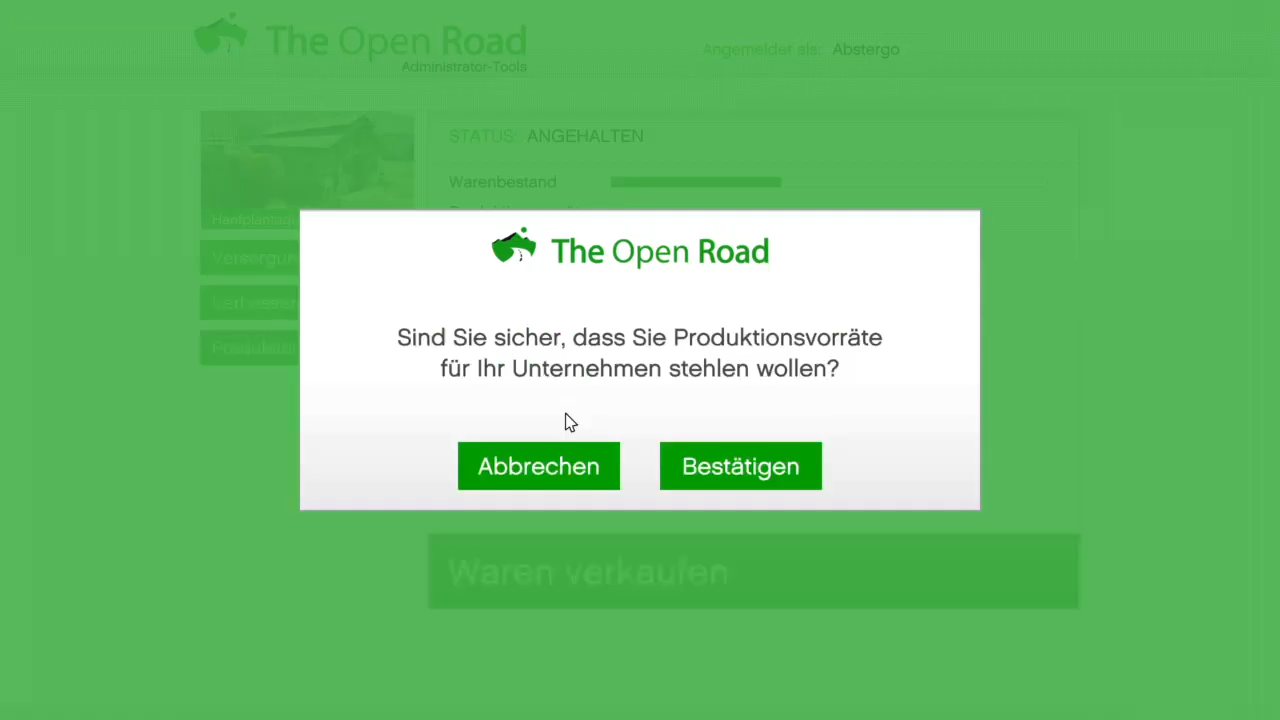 The Open Road
Administrator-Tools
Angemeldet als: Abstergo
STATUS: ANGEHALTEN
Warenbestand
The Open Road
Sind Sie sicher, dass Sie Produktionsvorräte
für Ihr Unternehmen stehlen wollen?
Abbrechen
Bestätigen
Waren verkaufen